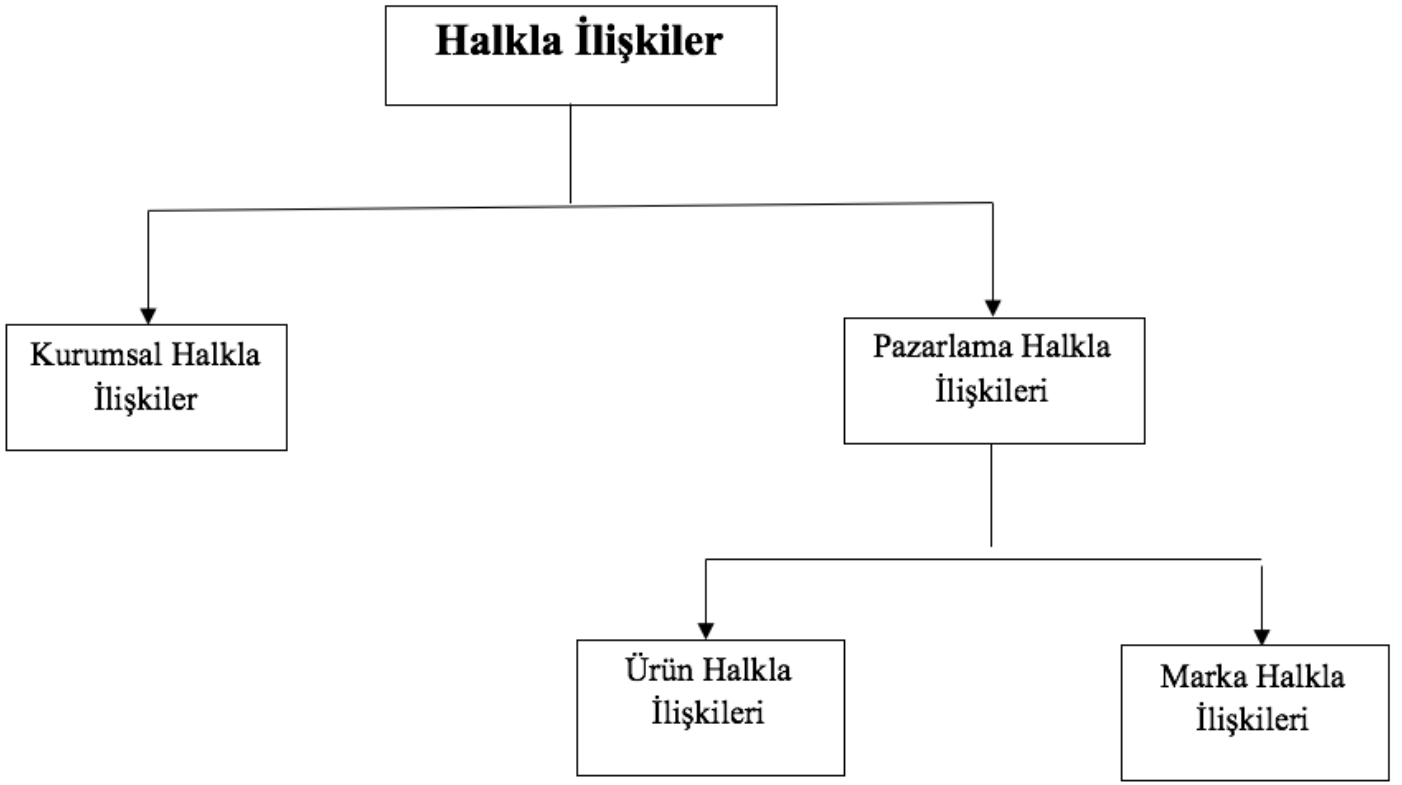 Halkla İlişkiler
Kurumsal Halkla
İlişkiler
Pazarlama Halkla
İlişkileri
Ürün Halkla
İlişkileri
Marka Halkla
İlişkileri